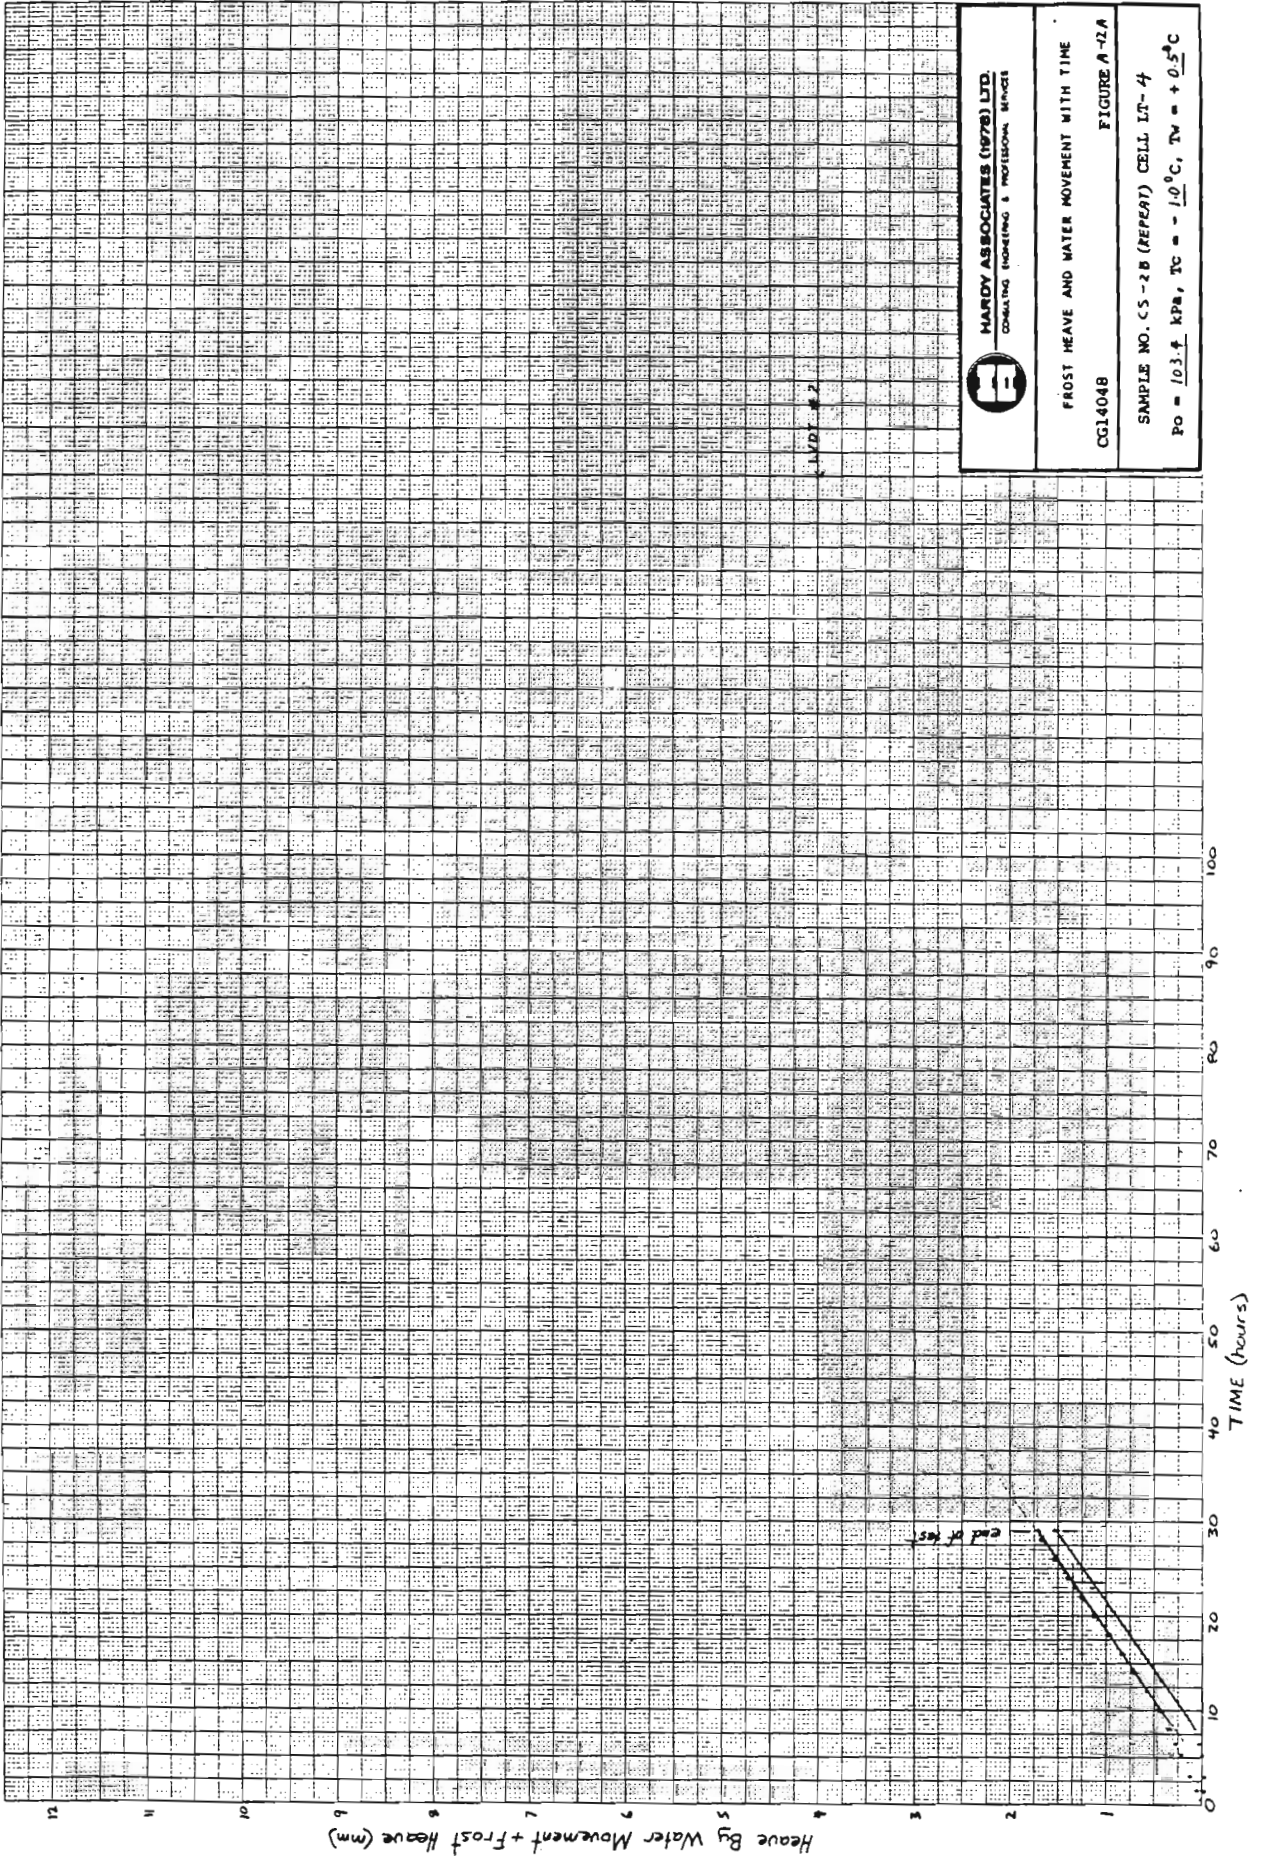 HARDY ASSOCIATES (1978) LTD.
CONSULTING ENGINEERING & PROFESSIONAL SERVICES
FROST HEAVE AND WATER MOVEMENT WITH TIME
CG14048 FIGURE A-12A
SAMPLE NO. CS-2B (REPEAT) CELL LT-4
Po = 103.4 kPa, Tc = -1.0°C, Tw = +0.5°C
LVDT # 2
end of test
Heave By Water Movement + Frost Heave (mm)
12
11
10
9
8
7
6
5
4
3
2
1
0
10
20
30
40
50
60
70
80
90
100
TIME (hours)